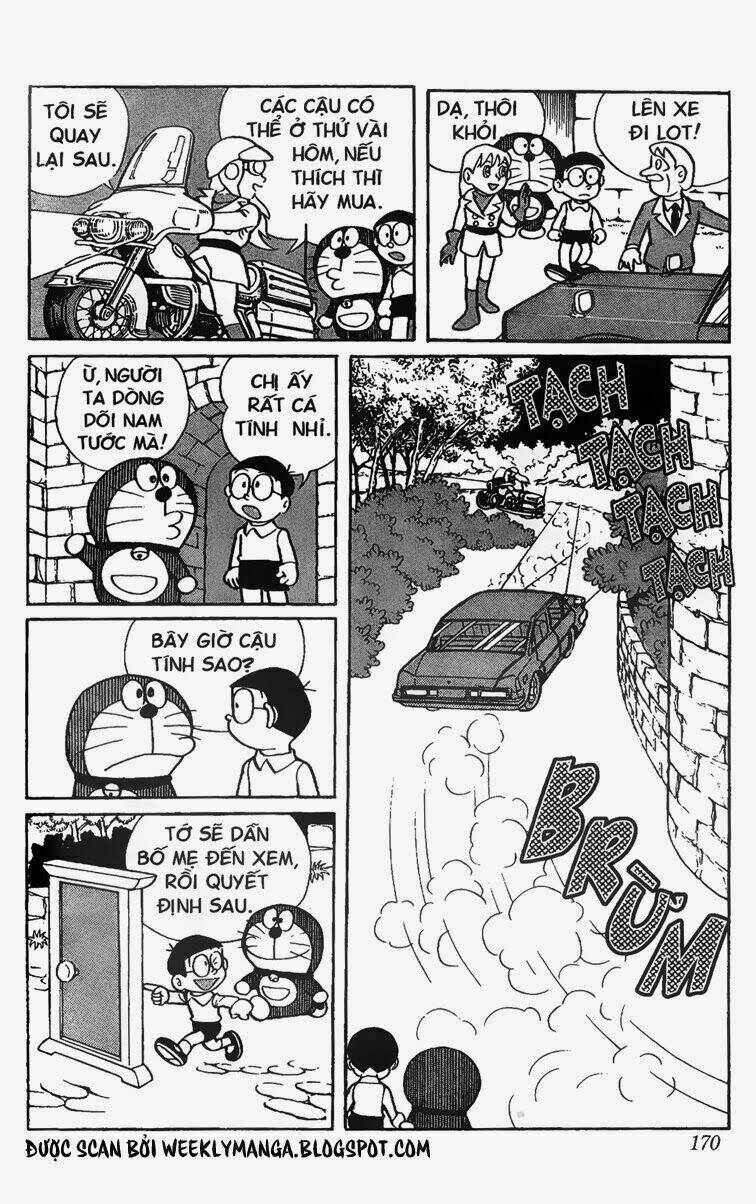 LÊN XE
ĐI LOT!
DẠ, THÔI
KHỎI.
CÁC CẬU CÓ
THỂ Ở THỬ VÀI
HÔM, NẾU
THÍCH THÌ
HÃY MUA.
TÔI SẼ
QUAY
LẠI SAU.
TẠCH
TẠCH
TẠCH
TẠCH
BRỪM
CHỊ ẤY
RẤT CÁ
TÍNH NHỈ.
Ừ, NGƯỜI
TA DÒNG
DÕI NAM
TƯỚC MÀ!
BÂY GIỜ CẬU
TÍNH SAO?
TỚ SẼ DẪN
BỐ MẸ ĐẾN XEM,
RỒI QUYẾT
ĐỊNH SAU.
ĐƯỢC SCAN BỞI WEEKLYMANGA.BLOGSPOT.COM
170